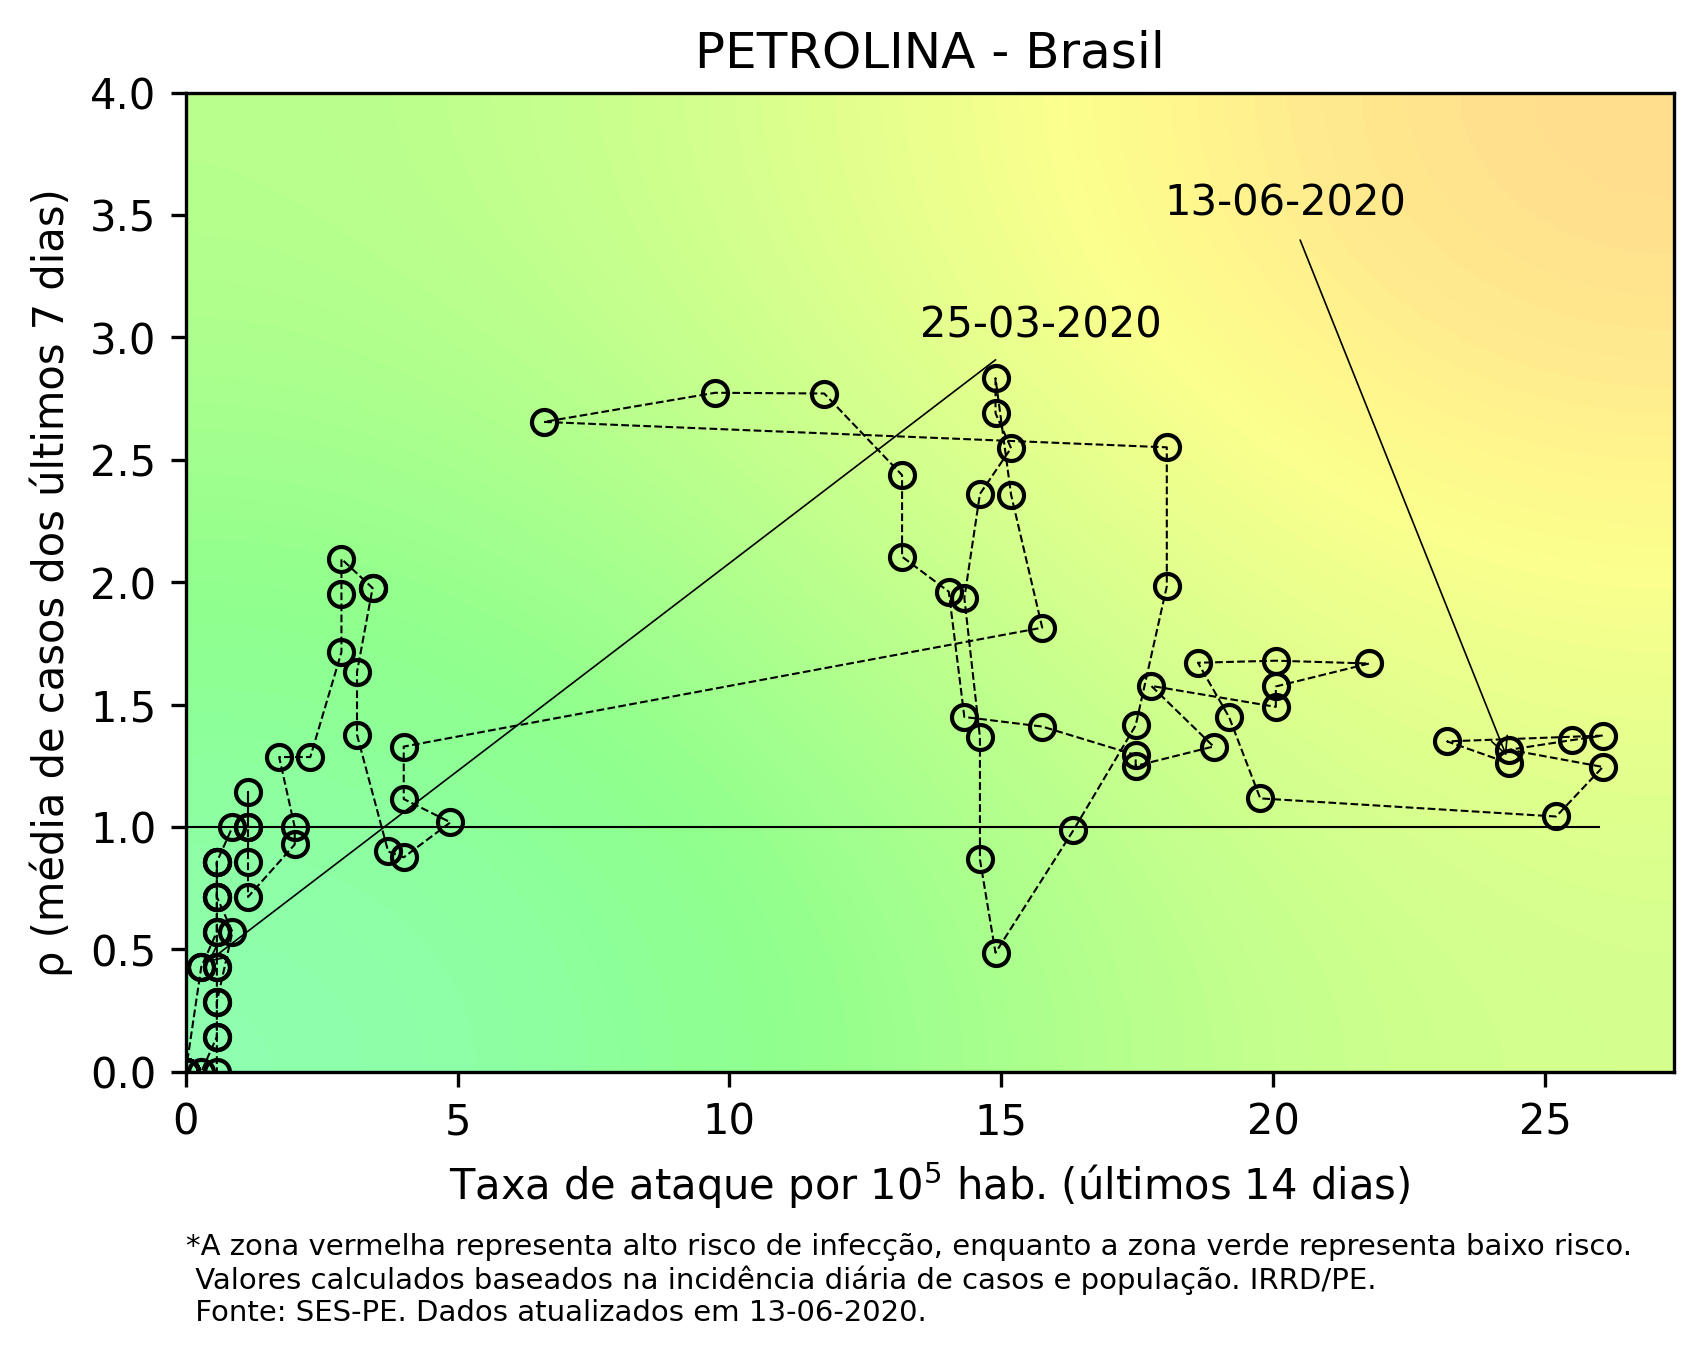 PETROLINA - Brasil
4.0
3.5
3.0
2.5
2.0
1.5
1.0
0.5
0.0
ρ (média de casos dos últimos 7 dias)
13-06-2020
25-03-2020
0 5 10 15 20 25
Taxa de ataque por 10⁵ hab. (últimos 14 dias)
*A zona vermelha representa alto risco de infecção, enquanto a zona verde representa baixo risco.
Valores calculados baseados na incidência diária de casos e população. IRRD/PE.
Fonte: SES-PE. Dados atualizados em 13-06-2020.